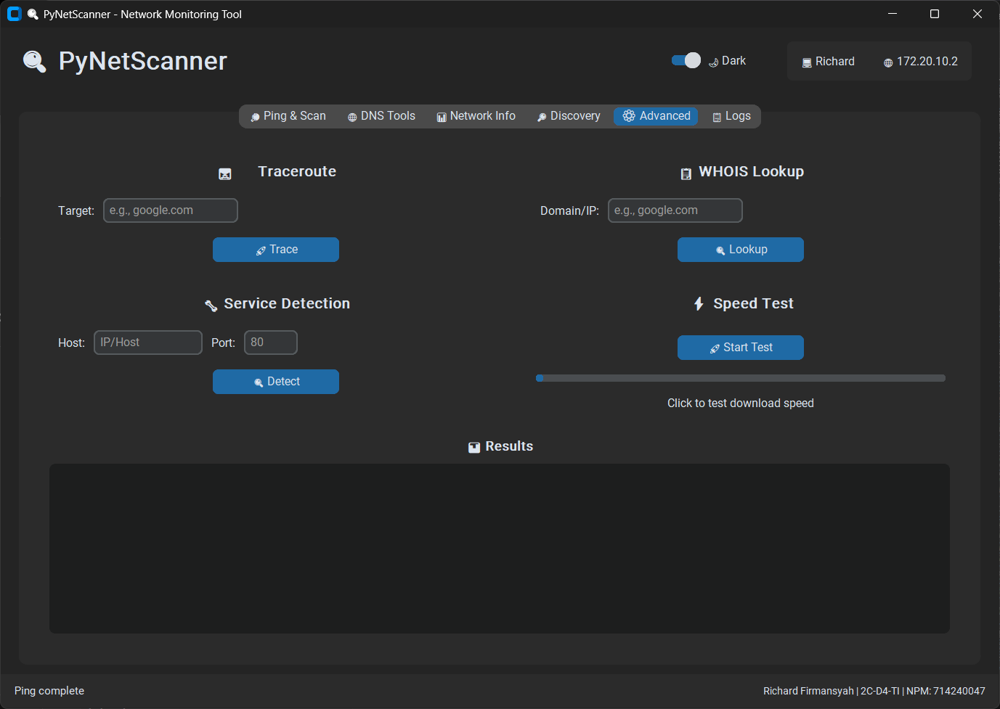 PyNetScanner - Network Monitoring Tool
PyNetScanner
Dark
Richard
172.20.10.2
Ping & Scan
DNS Tools
Network Info
Discovery
Advanced
Logs
Traceroute
WHOIS Lookup
Target: e.g., google.com
Domain/IP: e.g., google.com
Trace
Lookup
Service Detection
Speed Test
Host: IP/Host Port: 80
Start Test
Detect
Click to test download speed
Results
Ping complete
Richard Firmansyah | 2C-D4-TI | NPM: 714240047